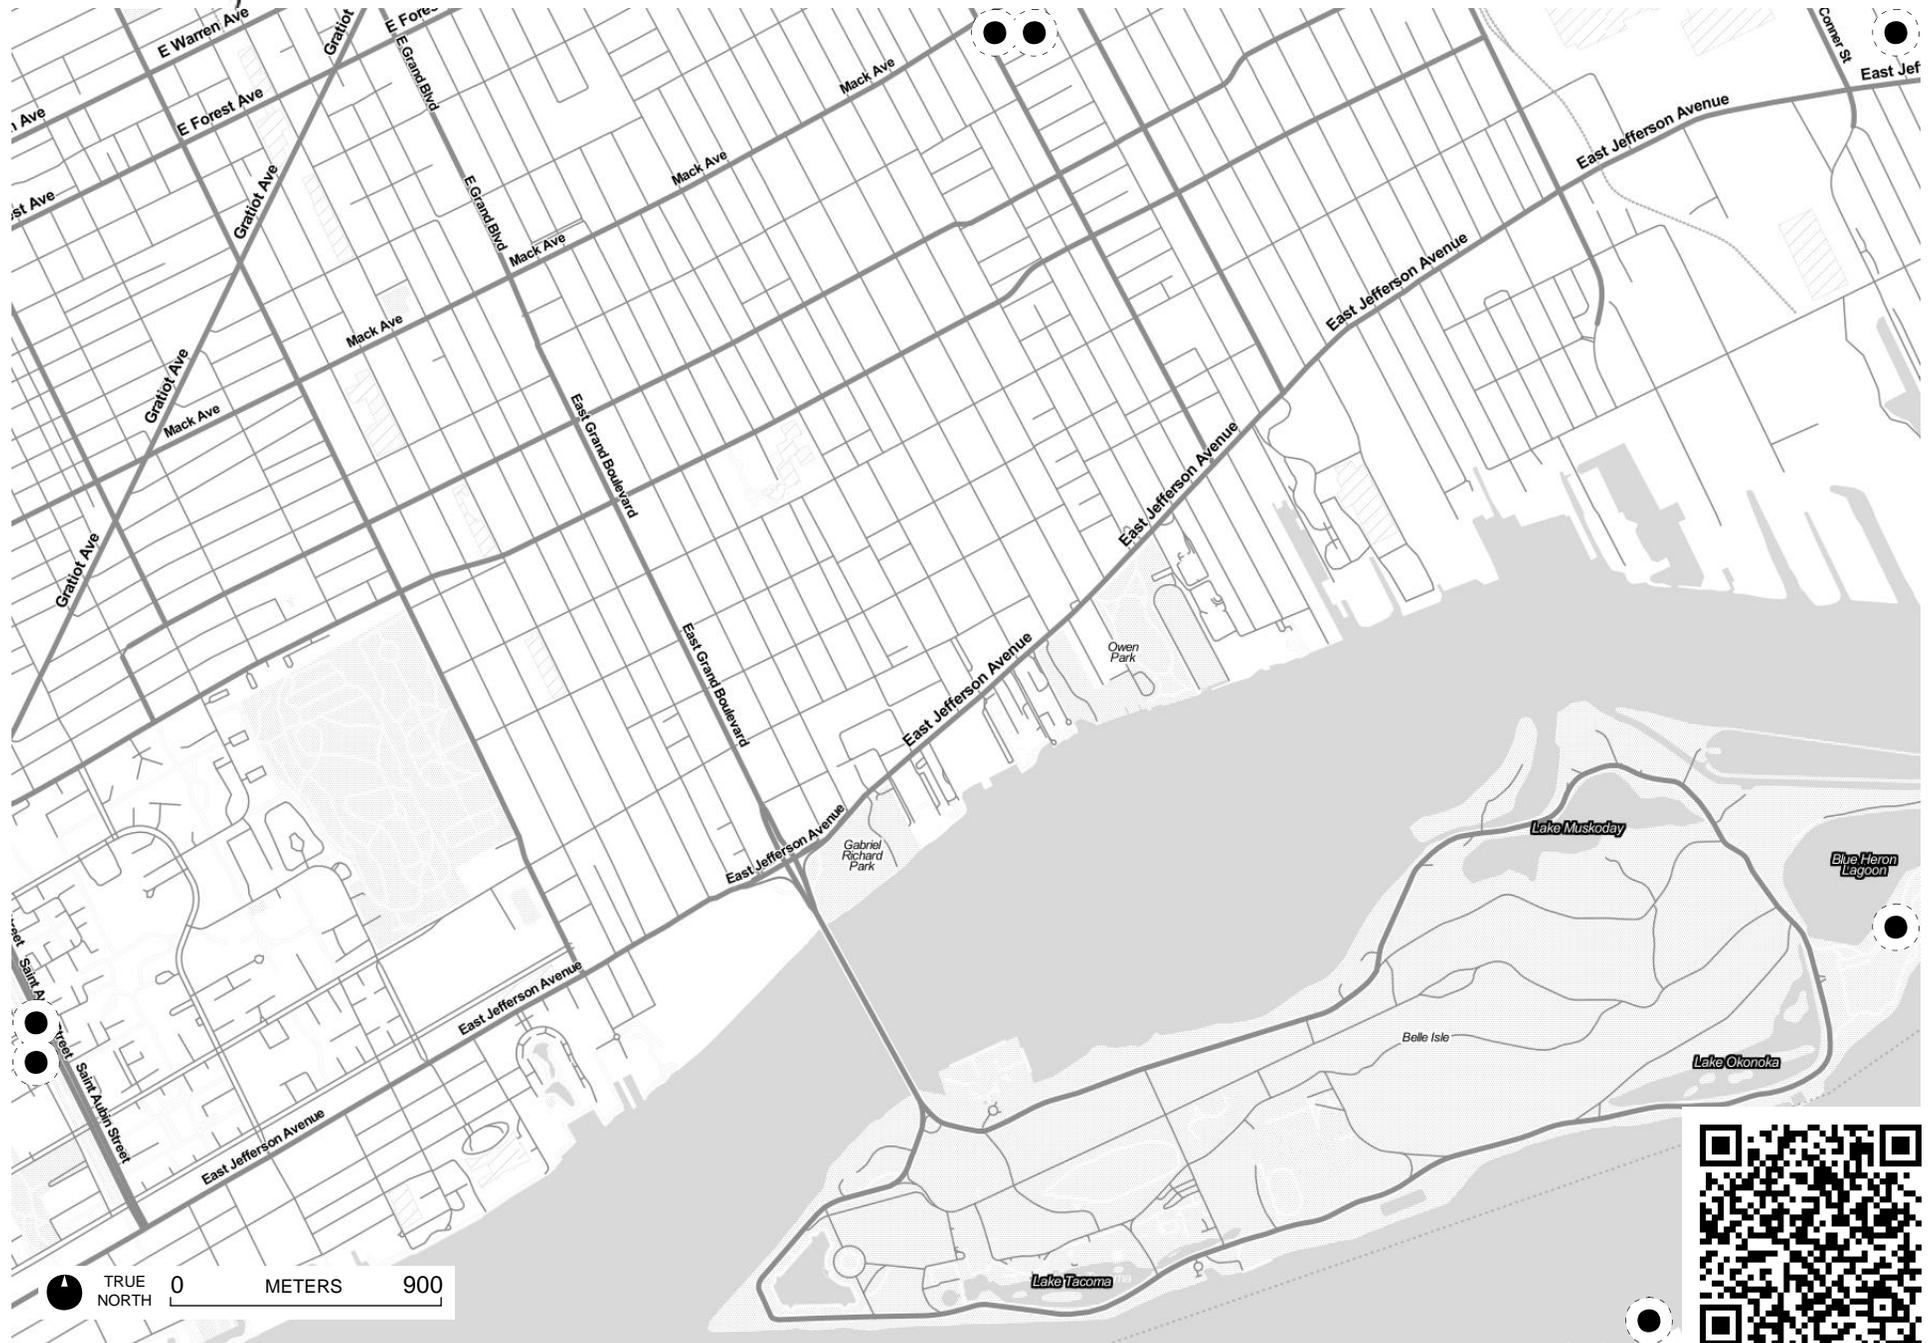 E Warren Ave
Gratiot
E Fores
Conner St
East Jef
E Grand Blvd
Mack Ave
n Ave
E Forest Ave
East Jefferson Avenue
Mack Ave
Gratiot Ave
E Grand Blvd
st Ave
Mack Ave
East Jefferson Avenue
Mack Ave
Gratiot Ave
Mack Ave
East Grand Boulevard
East Jefferson Avenue
Gratiot Ave
East Grand Boulevard
Owen
Park
East Jefferson Avenue
Lake Muskoday
East Jefferson Avenue
Gabriel
Richard
Park
Blue Heron
Lagoon
reet
Saint A
East Jefferson Avenue
treet
Belle Isle
Lake Okonoka
Saint Aubin Street
East Jefferson Avenue
Lake Tacoma
TRUE
NORTH
0 METERS 900